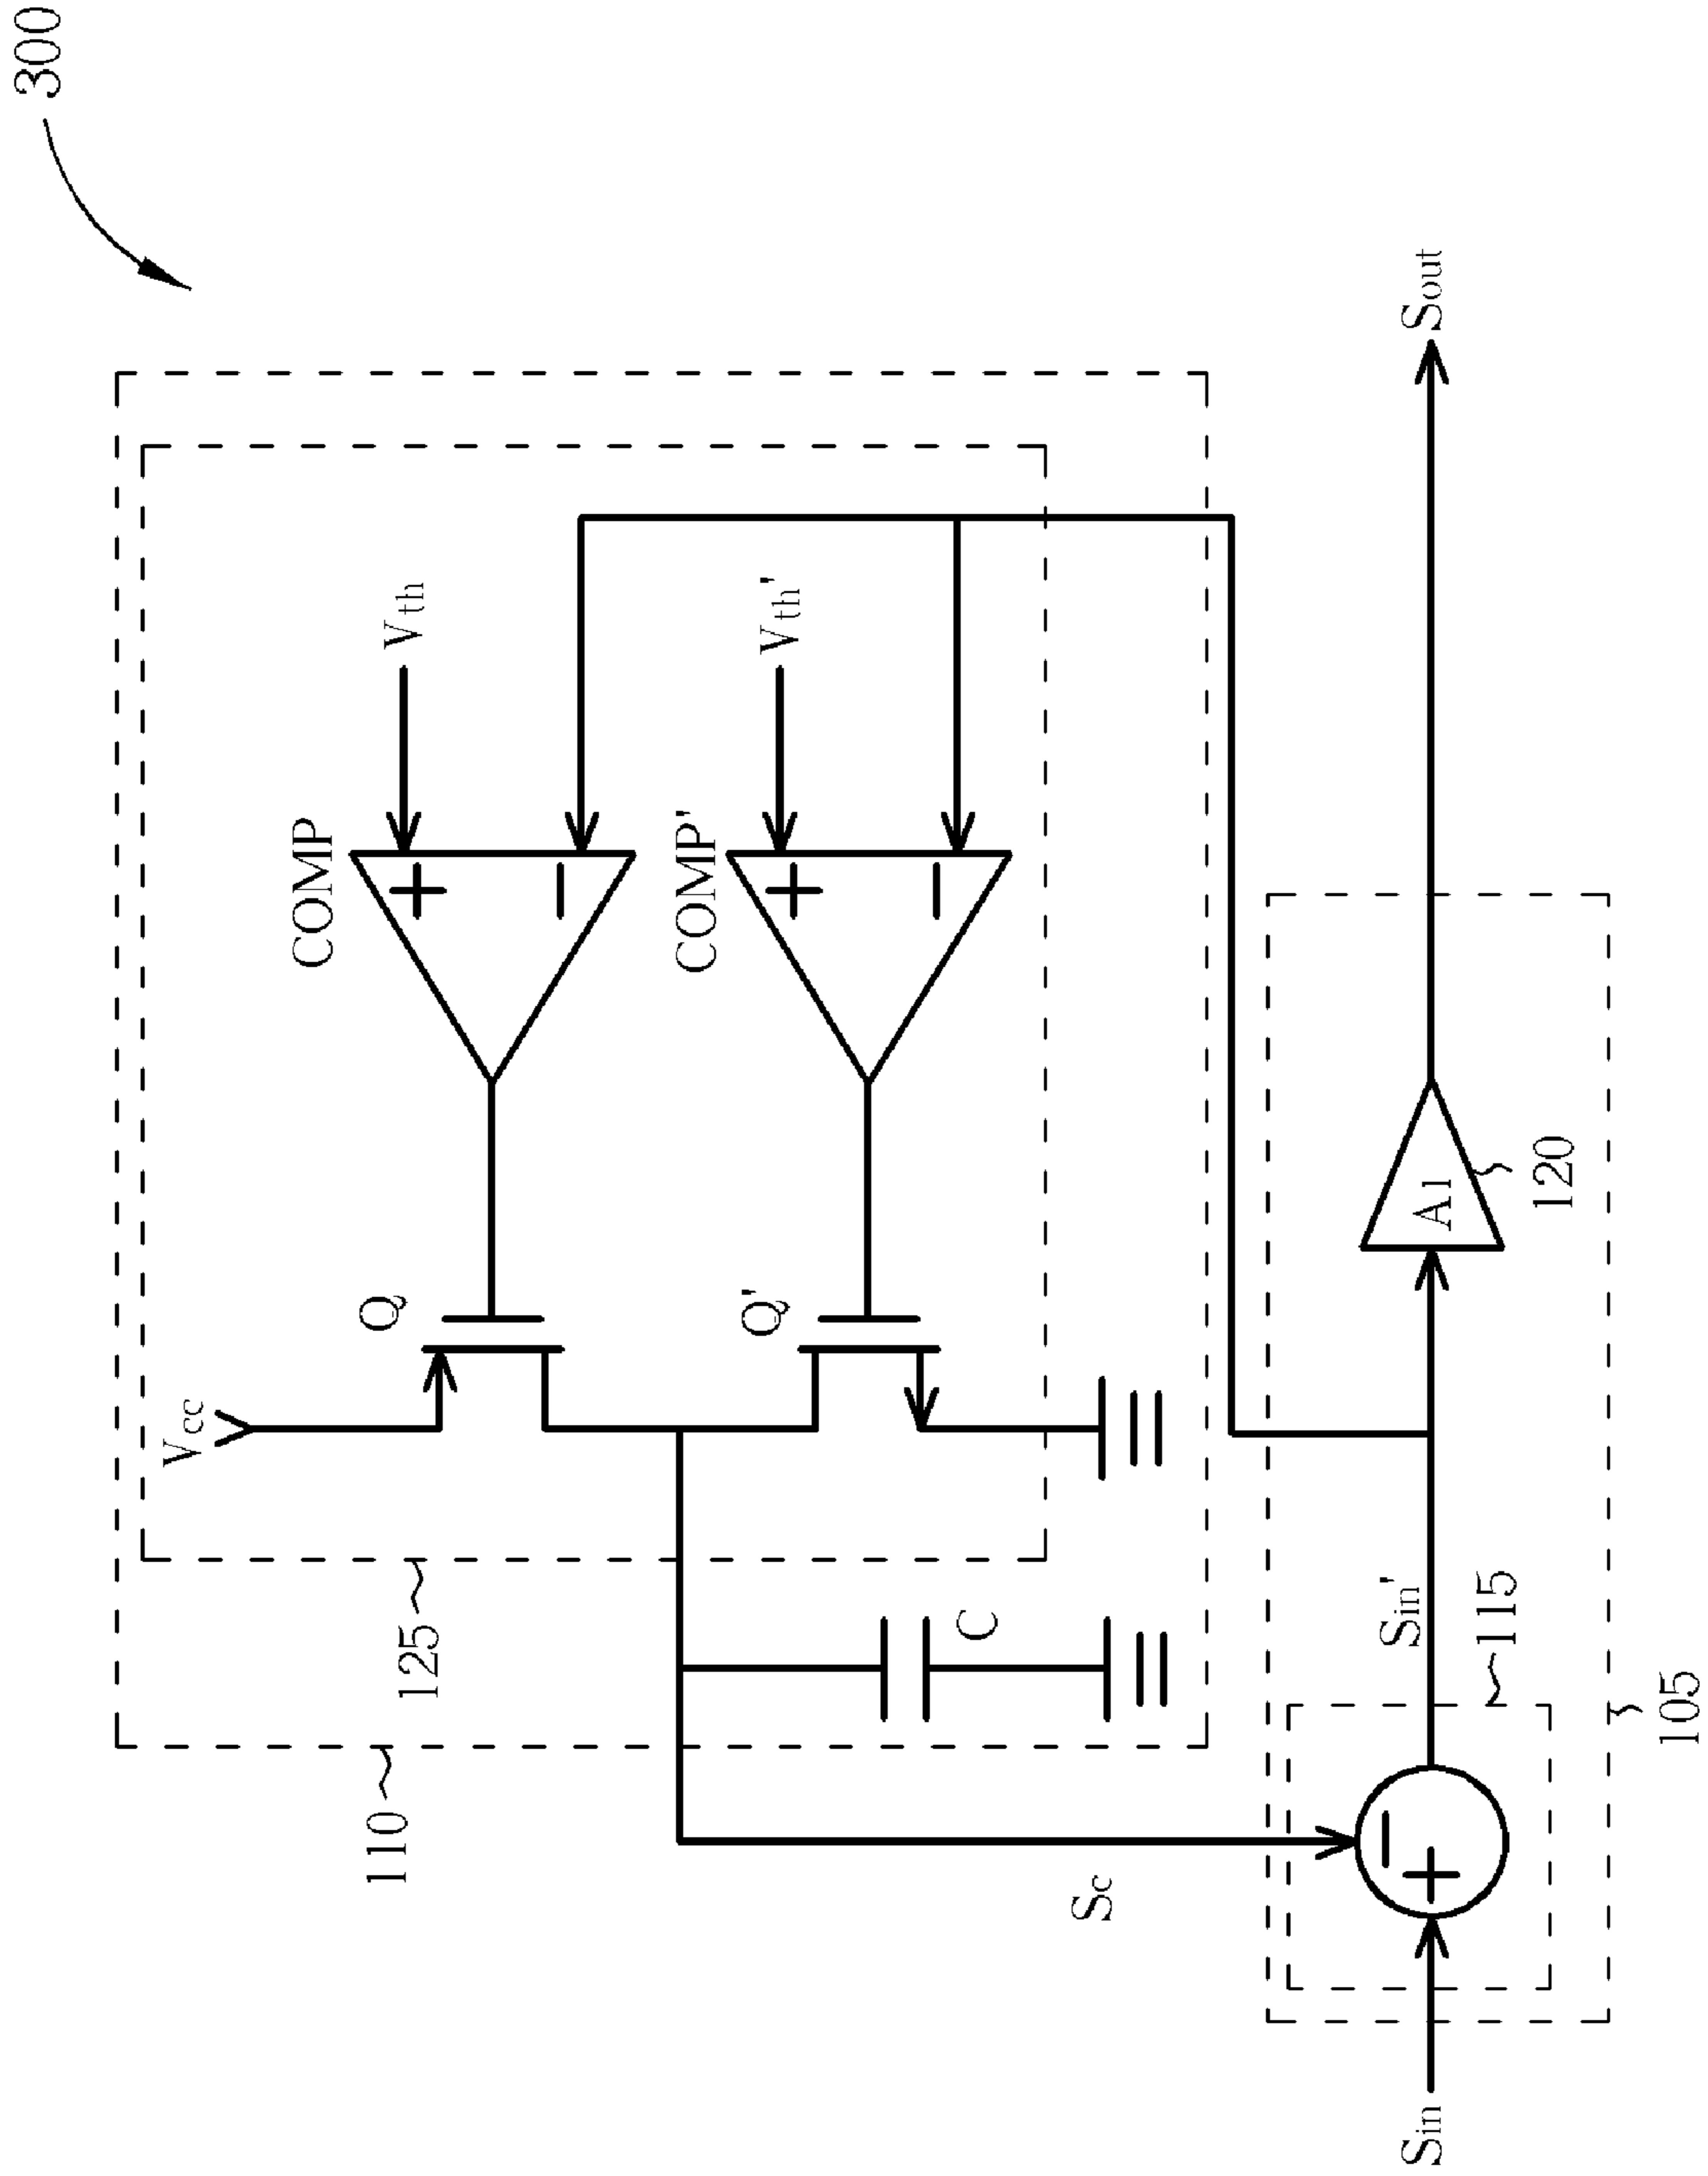 300
Vcc
Q
COMP
Vth
125
110
Q'
COMP'
Vth'
C
Sc
Sin
+
−
Sin'
115
A1
120
105
Sout
+
−
+
−